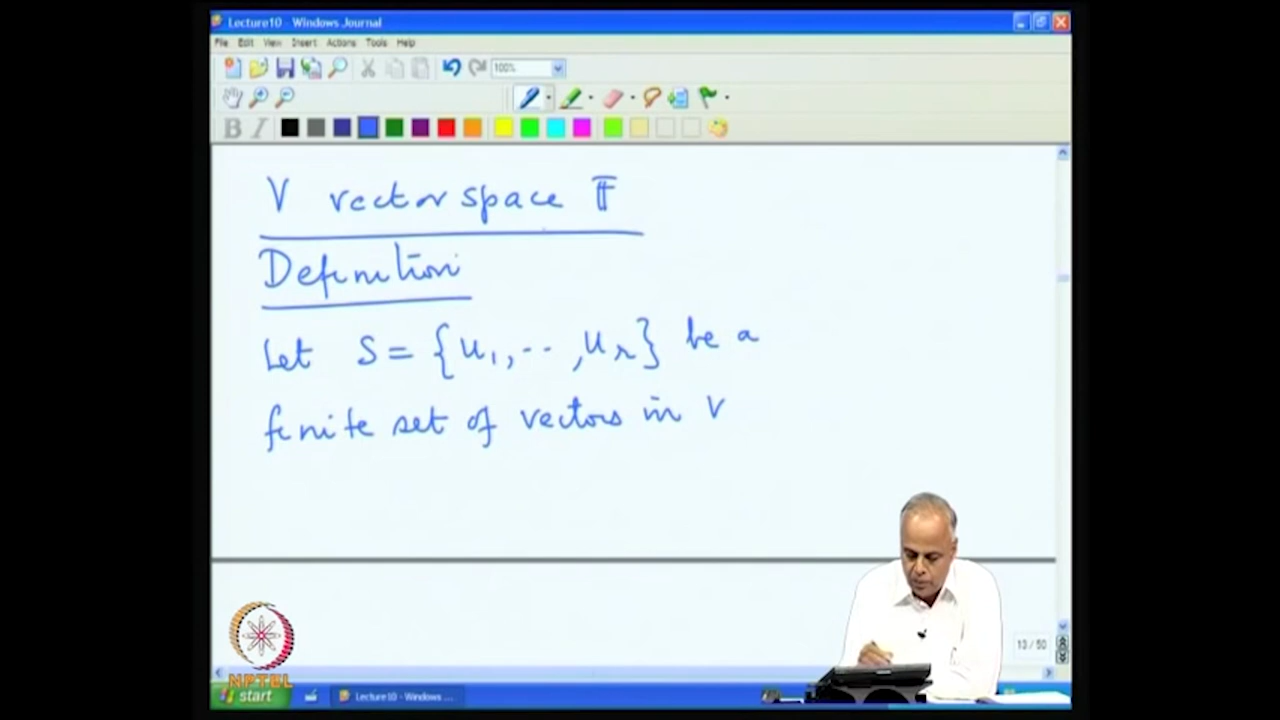 Lecture10 - Windows Journal
File Edit View Insert Actions Tools Help
100%
B I
V vector space 𝔽
Definition
Let S = {u₁, ‐‐ , uᵣ} be a
finite set of vectors in V
13 / 50
NPTEL
start Lecture10 - Windows ...